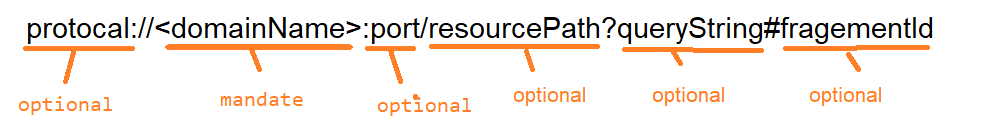 protocal://<domainName>:port/resourcePath?queryString#fragementId
optional mandate optional optional optional optional